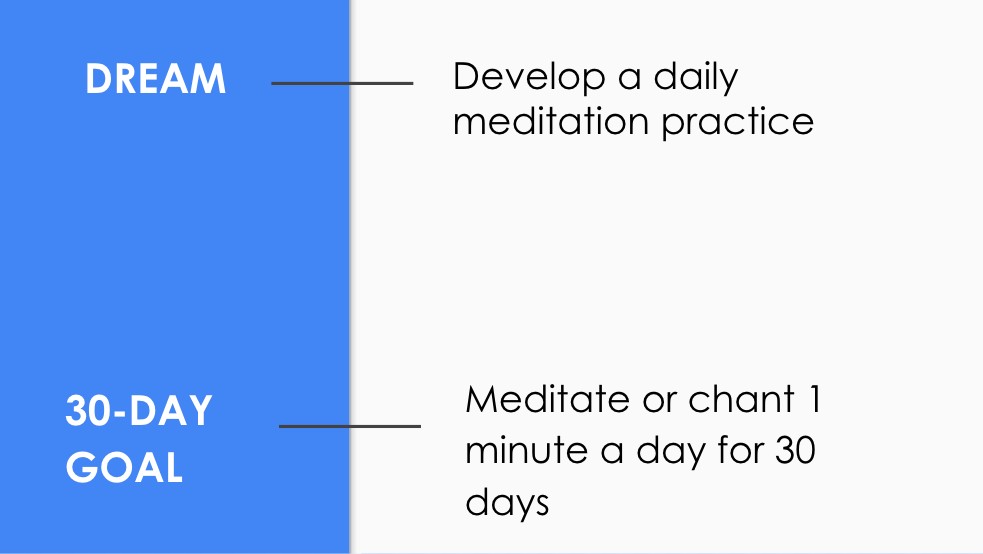 DREAM
Develop a daily
meditation practice
30-DAY
GOAL
Meditate or chant 1
minute a day for 30
days